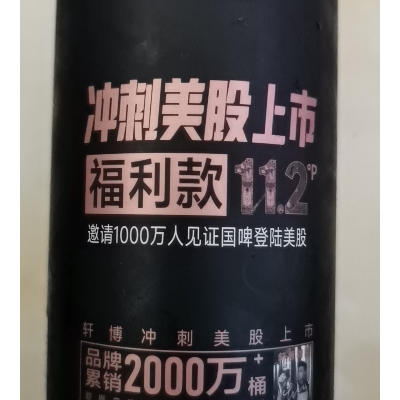 冲刺美股上市
福利款 11.2°P
邀请1000万人见证国啤登陆美股
轩博冲刺美股上市
品牌累销2000万+桶